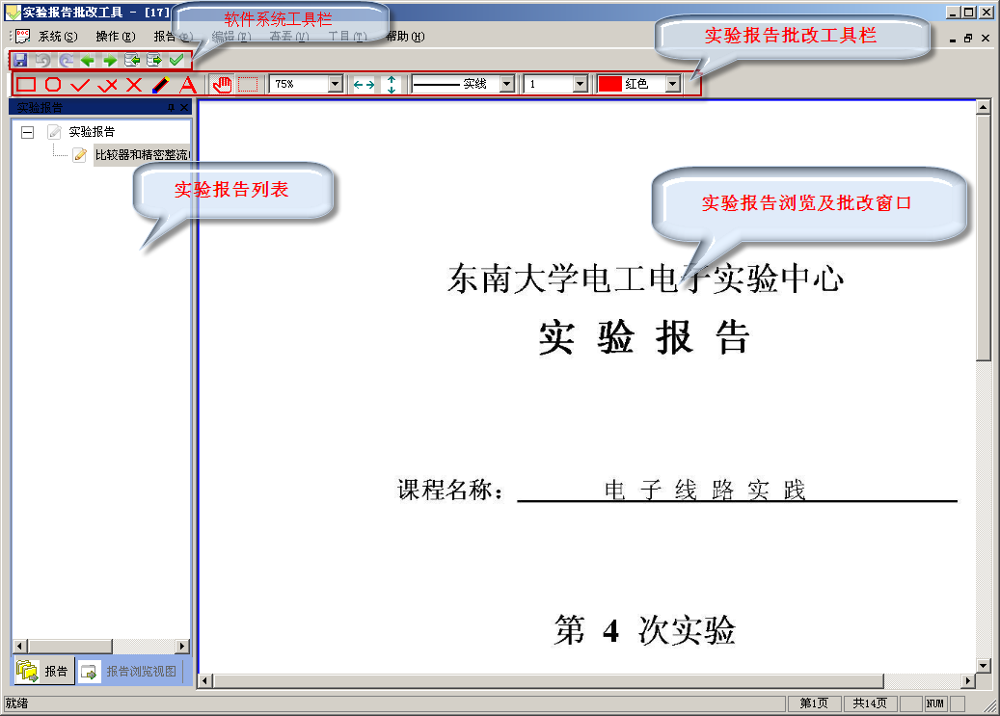 实验报告批改工具 - [17]
软件系统工具栏
系统(S) 操作(E) 报告(P) 编辑(E) 查看(V) 工具(T) 帮助(H)
实验报告批改工具栏
75% 实线 1 红色
实验报告
实验报告
比较器和精密整流
实验报告列表
实验报告浏览及批改窗口
东南大学电工电子实验中心
实 验 报 告
课程名称： 电 子 线 路 实 践
第 4 次实验
报告 报告浏览视图
就绪 第1页 共14页 NUM